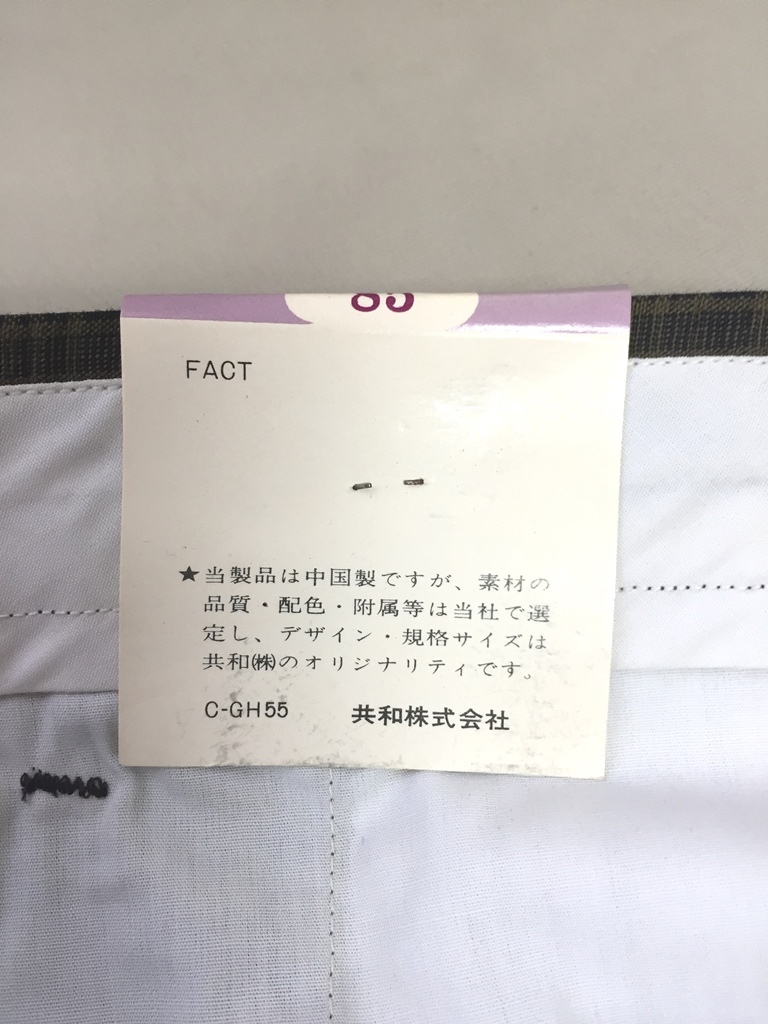 85
FACT
★当製品は中国製ですが、素材の
品質・配色・附属等は当社で選
定し、デザイン・規格サイズは
共和㈱のオリジナリティです。
C-GH55 共和株式会社